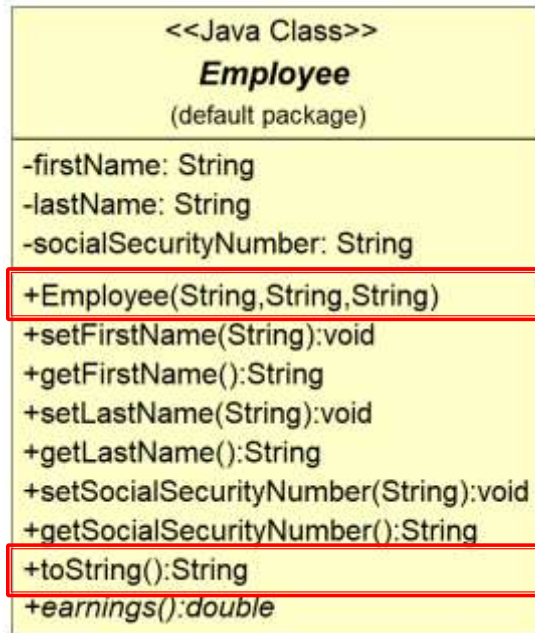 <<Java Class>>
Employee
(default package)
-firstName: String
-lastName: String
-socialSecurityNumber: String
+Employee(String,String,String)
+setFirstName(String):void
+getFirstName():String
+setLastName(String):void
+getLastName():String
+setSocialSecurityNumber(String):void
+getSocialSecurityNumber():String
+toString():String
+earnings():double